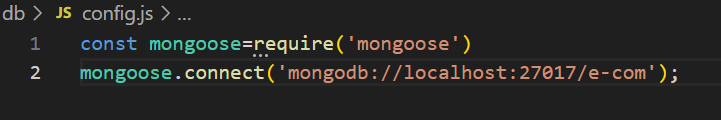 db > JS config.js > ...
1 const mongoose=require('mongoose')
2 mongoose.connect('mongodb://localhost:27017/e-com');